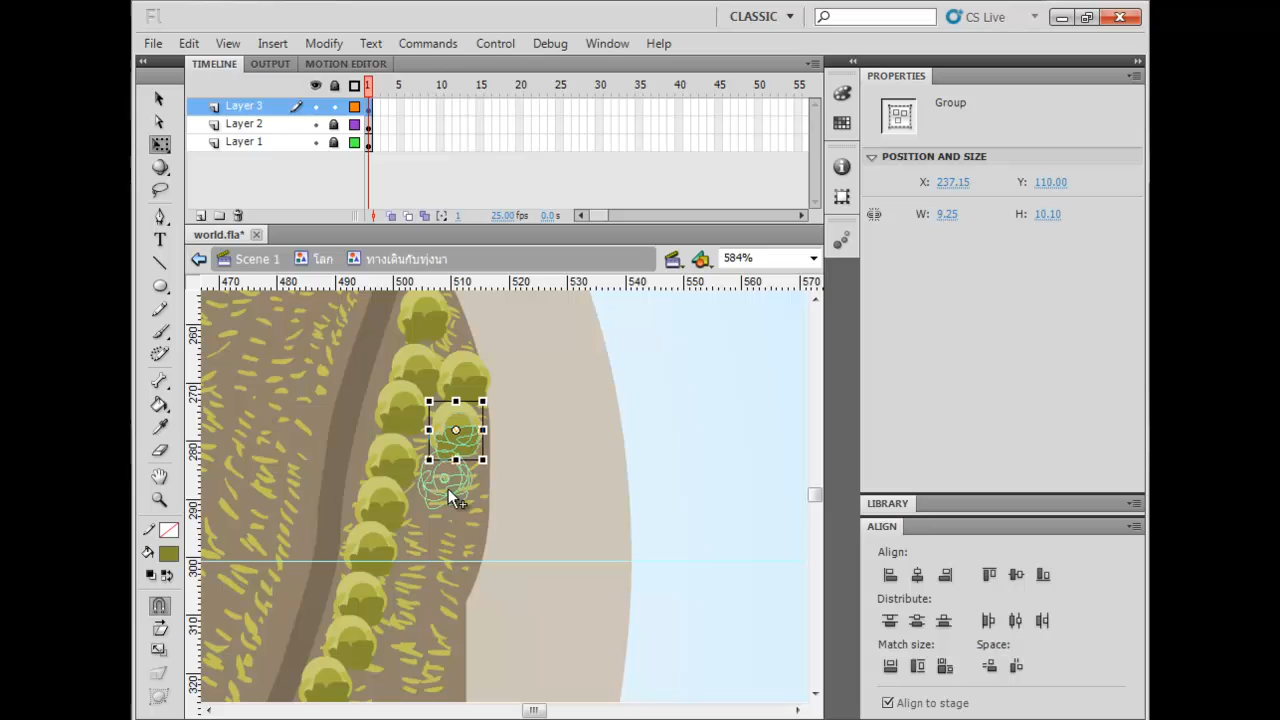 Fl CLASSIC CS Live
File Edit View Insert Modify Text Commands Control Debug Window Help
TIMELINE OUTPUT MOTION EDITOR
1 5 10 15 20 25 30 35 40 45 50 55
Layer 3
Layer 2
Layer 1
1 25.00 fps 0.0 s
world.fla*
Scene 1 โลก ทางเดินกับทุ่งนา 584%
470 480 490 500 510 520 530 540 550 560 570
260
270
280
290
300
310
320
PROPERTIES
Group
POSITION AND SIZE
X: 237.15 Y: 110.00
W: 9.25 H: 10.10
LIBRARY
ALIGN
Align:
Distribute:
Match size: Space:
Align to stage